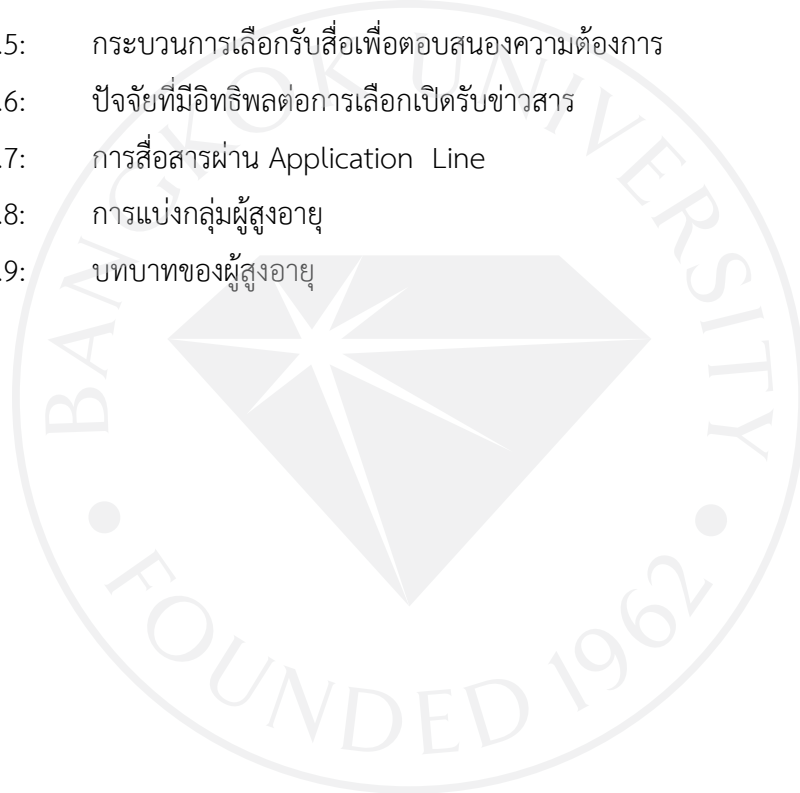 .5: กระบวนการเลือกรับสื่อเพื่อตอบสนองความต้องการ
.6: ปัจจัยที่มีอิทธิพลต่อการเลือกเปิดรับข่าวสาร
.7: การสื่อสารผ่าน Application Line
.8: การแบ่งกลุ่มผู้สูงอายุ
.9: บทบาทของผู้สูงอายุ
BANGKOK UNIVERSITY
FOUNDED 1962